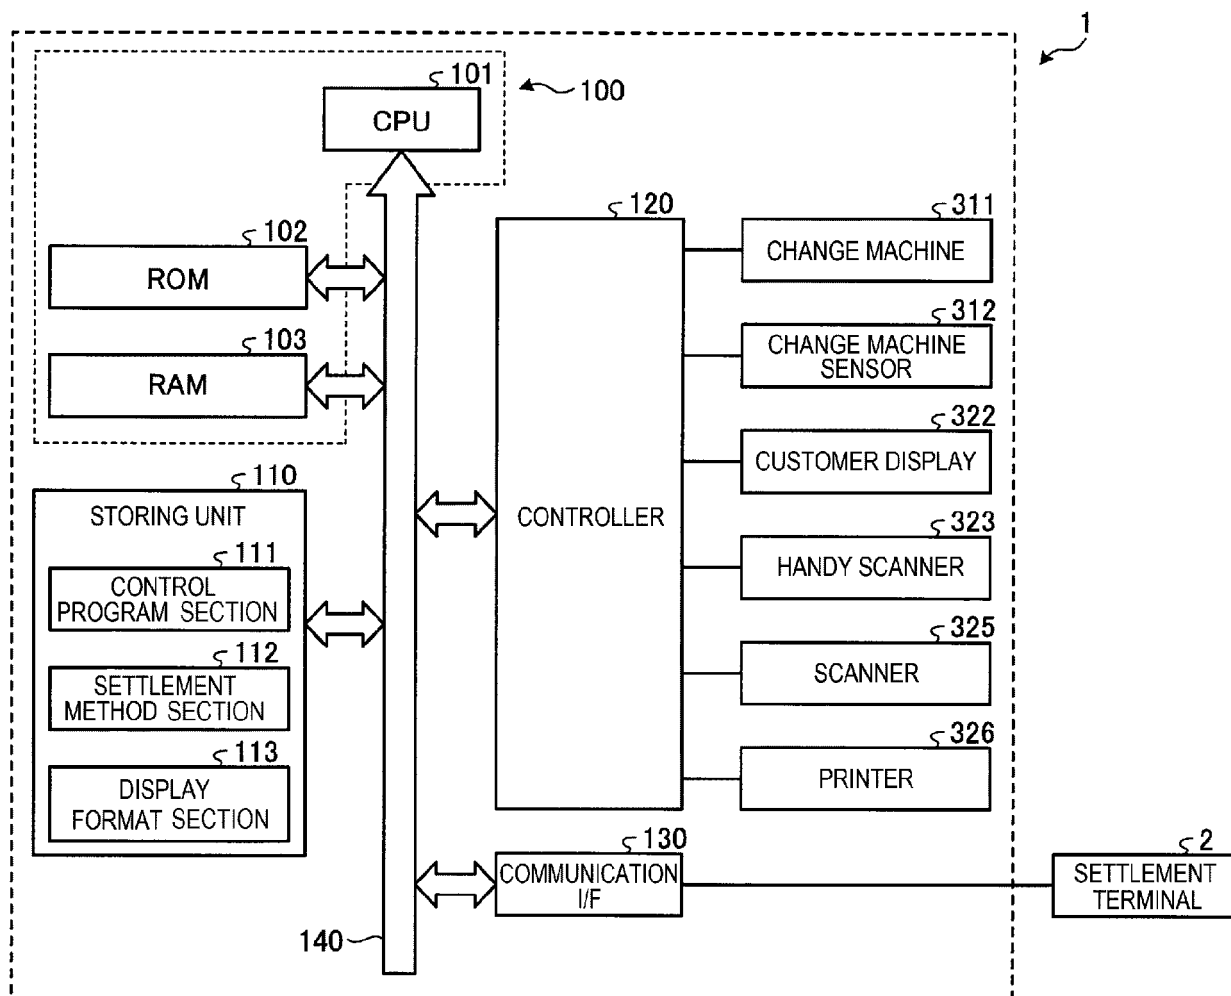 1
101
100
CPU
102
ROM
103
RAM
110
STORING UNIT
111
CONTROL
PROGRAM SECTION
112
SETTLEMENT
METHOD SECTION
113
DISPLAY
FORMAT SECTION
120
CONTROLLER
311
CHANGE MACHINE
312
CHANGE MACHINE
SENSOR
322
CUSTOMER DISPLAY
323
HANDY SCANNER
325
SCANNER
326
PRINTER
130
COMMUNICATION
I/F
140
2
SETTLEMENT
TERMINAL